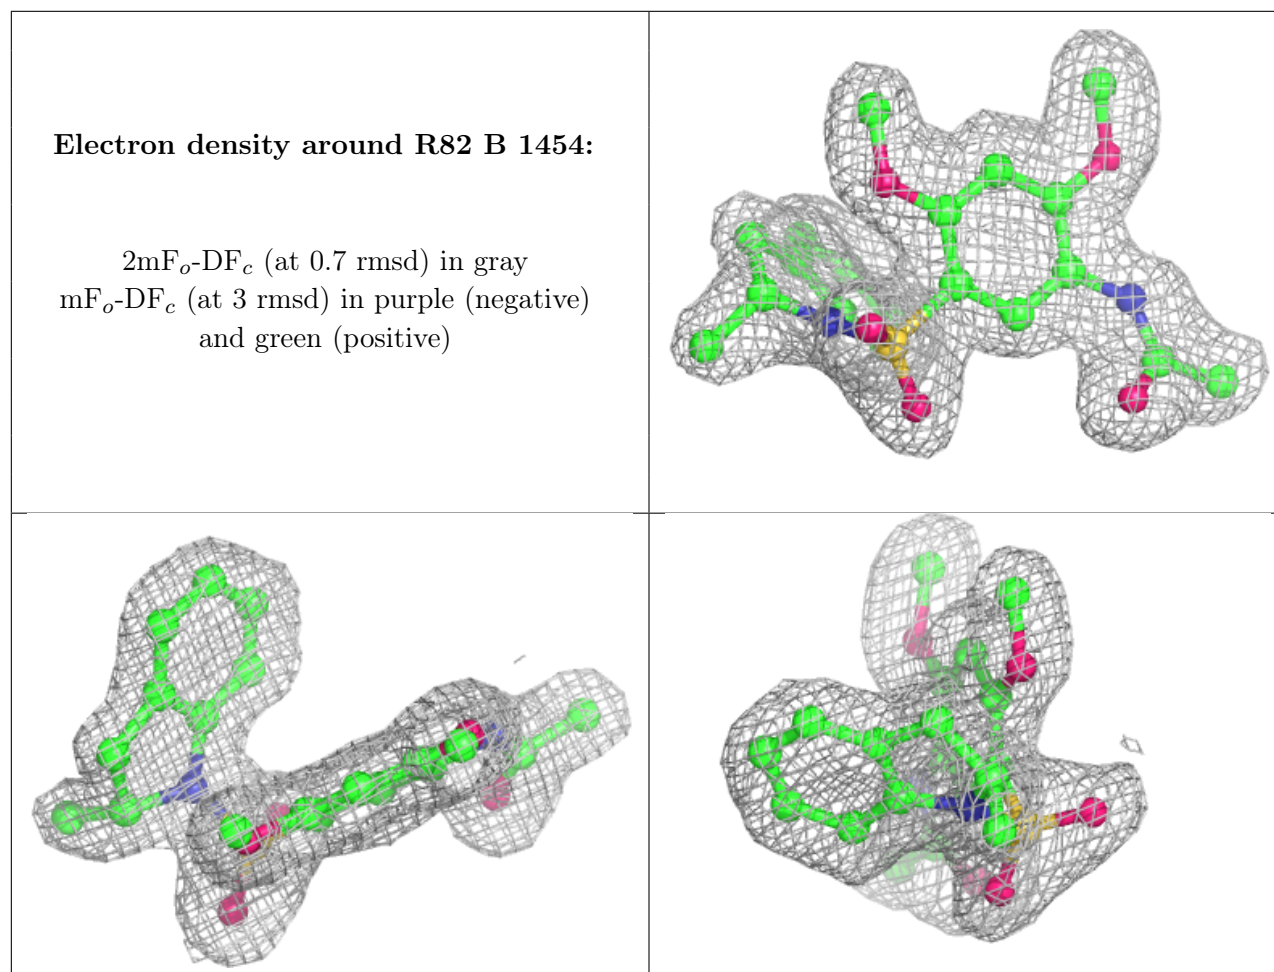 Electron density around R82 B 1454:
2mFo-DFc (at 0.7 rmsd) in gray
mFo-DFc (at 3 rmsd) in purple (negative)
and green (positive)